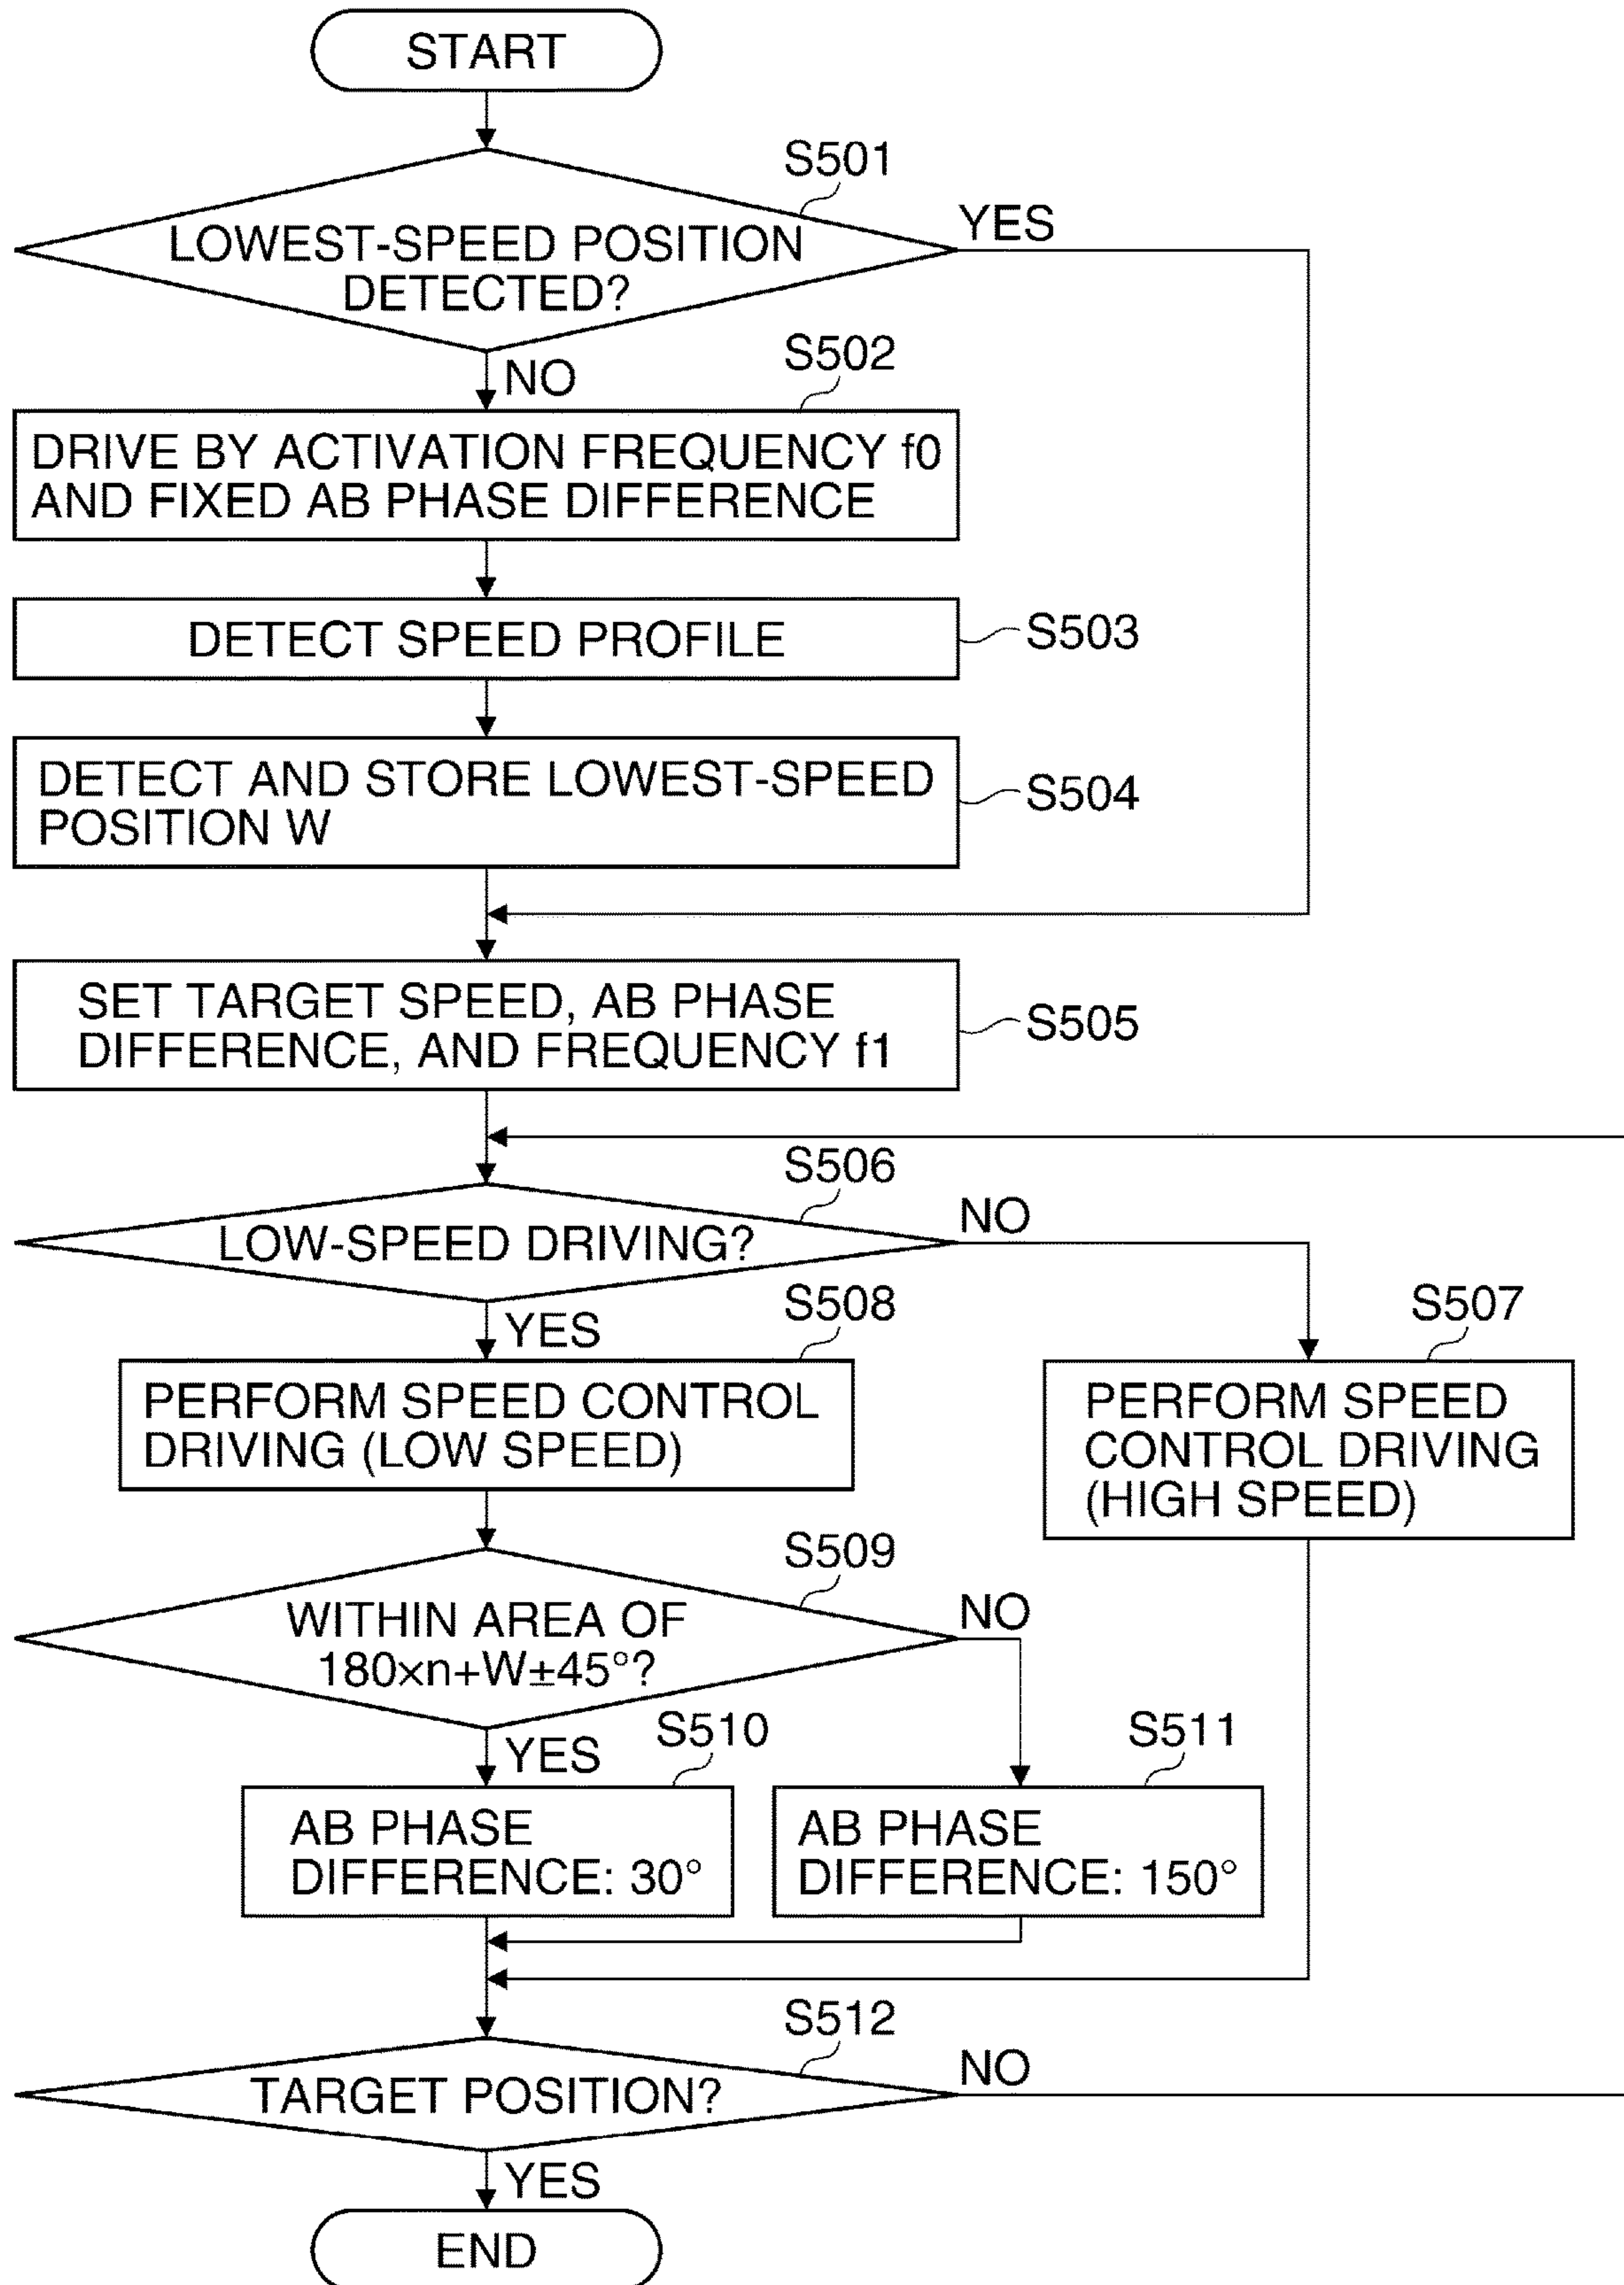 START
S501
YES
LOWEST-SPEED POSITION
DETECTED?
NO
S502
DRIVE BY ACTIVATION FREQUENCY f0
AND FIXED AB PHASE DIFFERENCE
DETECT SPEED PROFILE
S503
DETECT AND STORE LOWEST-SPEED
POSITION W
S504
SET TARGET SPEED, AB PHASE
DIFFERENCE, AND FREQUENCY f1
S505
S506
NO
LOW-SPEED DRIVING?
YES
S508
PERFORM SPEED CONTROL
DRIVING (LOW SPEED)
S507
PERFORM SPEED
CONTROL DRIVING
(HIGH SPEED)
S509
NO
WITHIN AREA OF
180×n+W±45°?
YES
S510
AB PHASE
DIFFERENCE: 30°
S511
AB PHASE
DIFFERENCE: 150°
S512
NO
TARGET POSITION?
YES
END